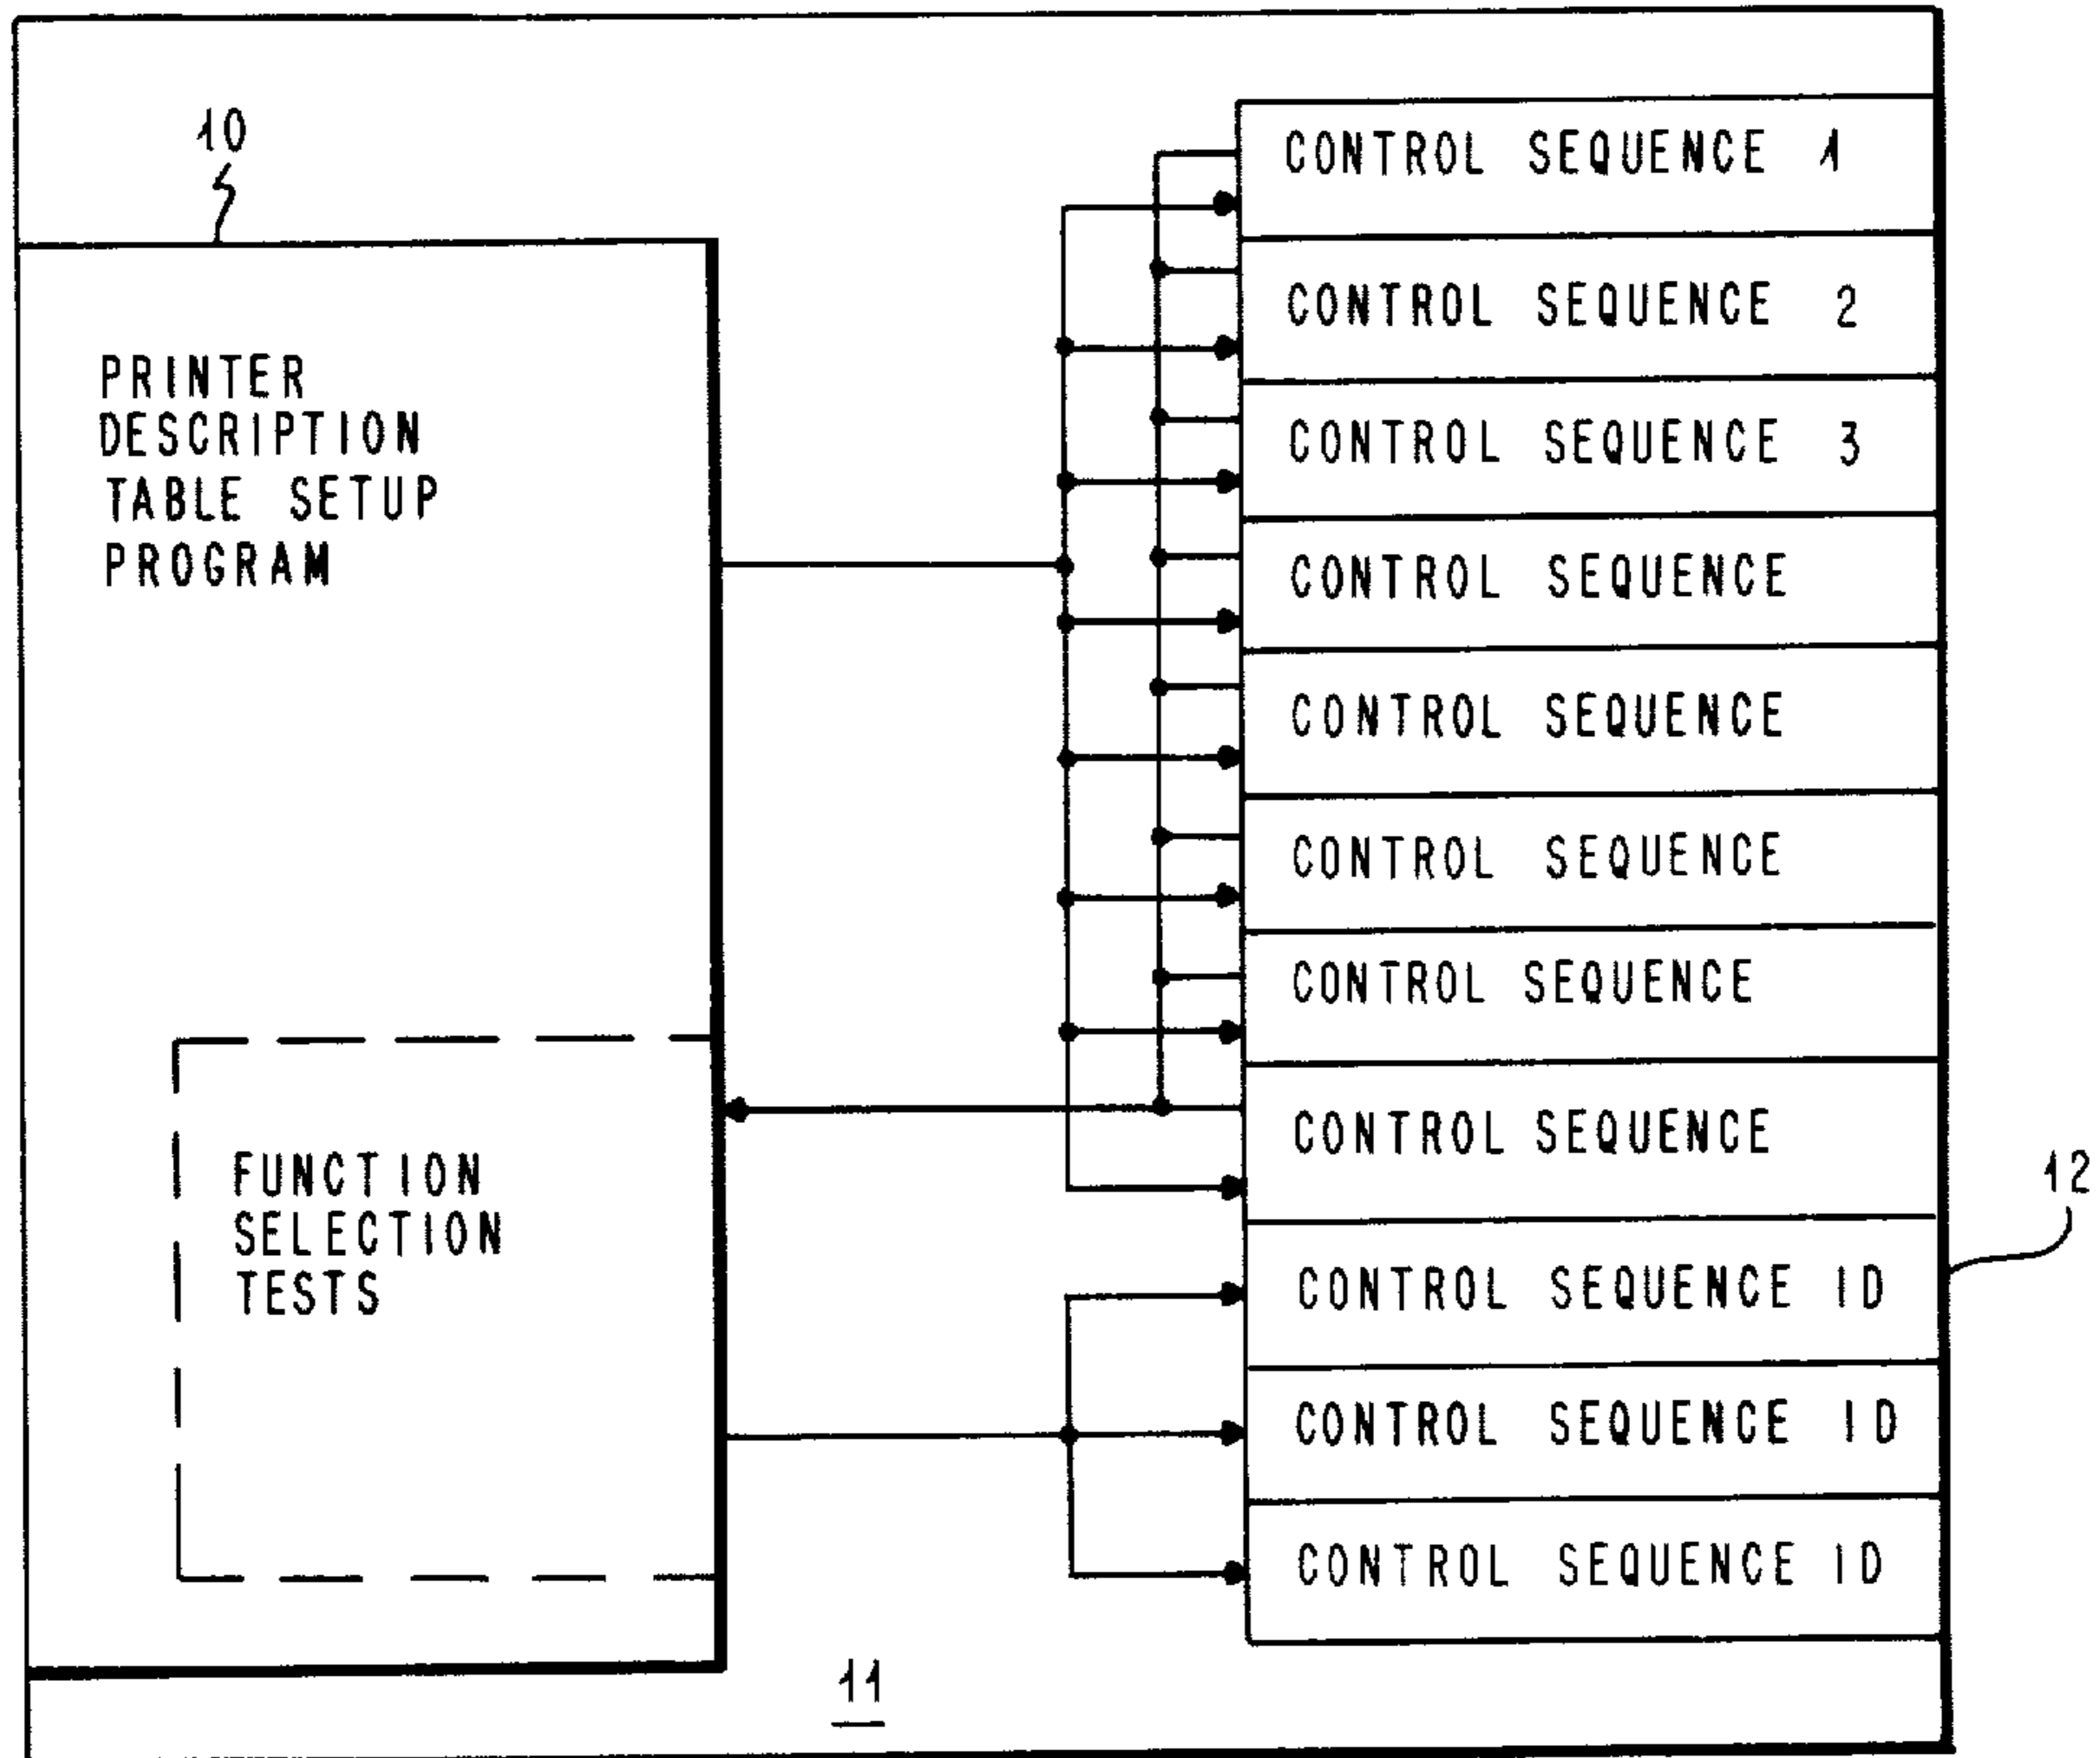 10
PRINTER
DESCRIPTION
TABLE SETUP
PROGRAM
FUNCTION
SELECTION
TESTS
CONTROL SEQUENCE 1
CONTROL SEQUENCE 2
CONTROL SEQUENCE 3
CONTROL SEQUENCE
CONTROL SEQUENCE
CONTROL SEQUENCE
CONTROL SEQUENCE
CONTROL SEQUENCE
CONTROL SEQUENCE ID
CONTROL SEQUENCE ID
CONTROL SEQUENCE ID
12
11